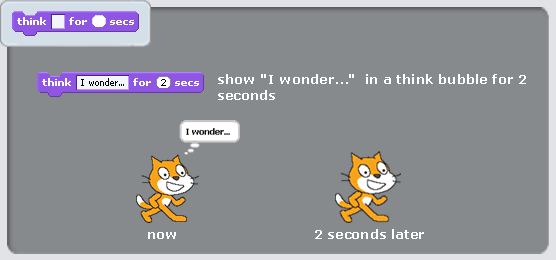 think for secs
think I wonder... for 2 secs
show "I wonder..." in a think bubble for 2
seconds
I wonder...
now
2 seconds later